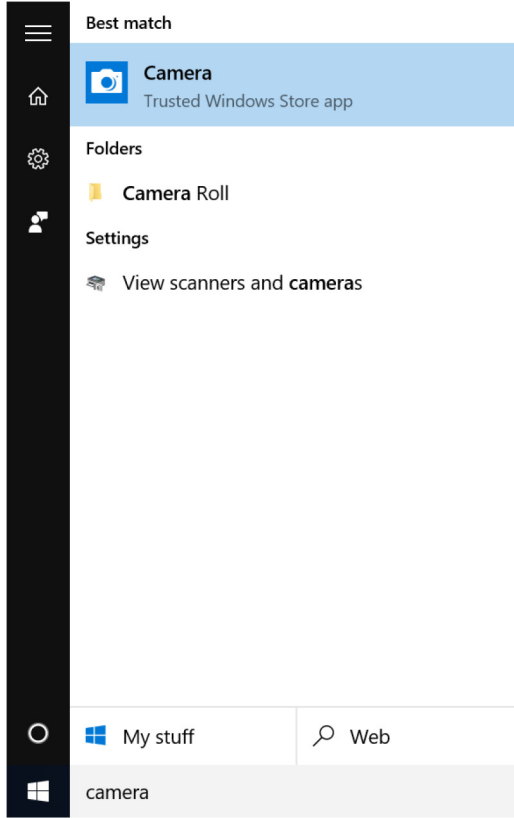 Best match
Camera
Trusted Windows Store app
Folders
Camera Roll
Settings
View scanners and cameras
My stuff
Web
camera